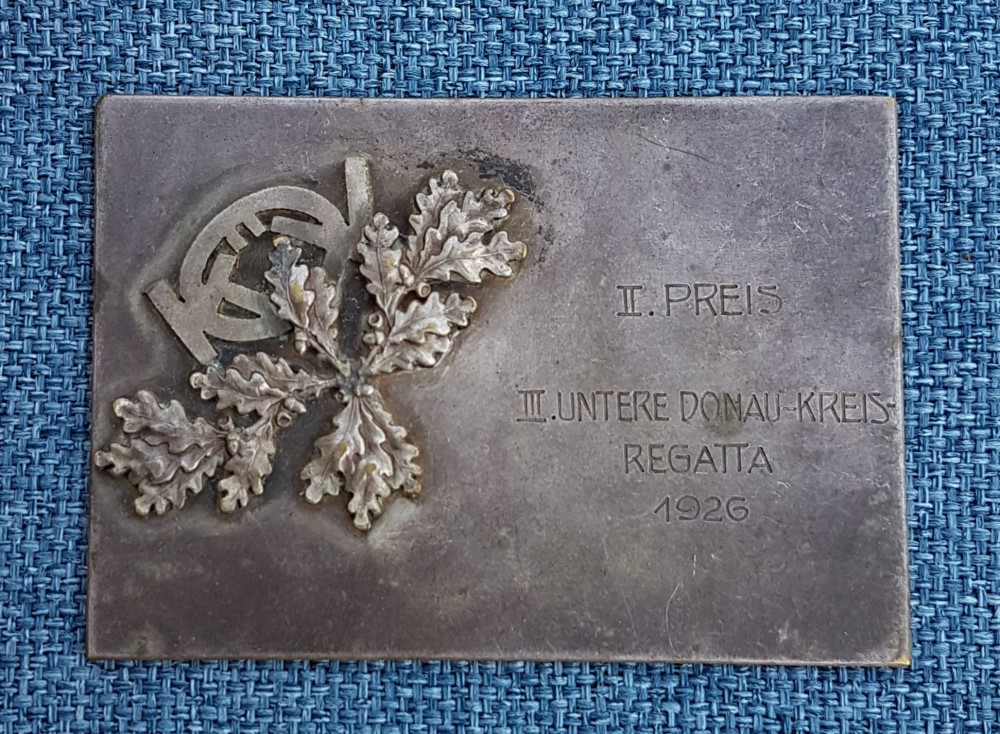 II. PREIS
III. UNTERE DONAU-KREIS-
REGATTA
1926